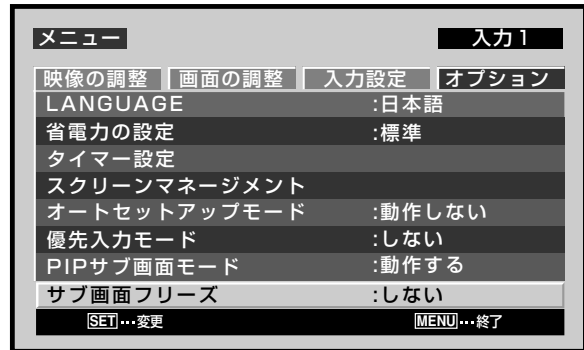 メニュー 入力1
映像の調整 画面の調整 入力設定 オプション
LANGUAGE :日本語
省電力の設定 :標準
タイマー設定
スクリーンマネージメント
オートセットアップモード :動作しない
優先入力モード :しない
PIPサブ画面モード :動作する
サブ画面フリーズ :しない
SET…変更 MENU…終了